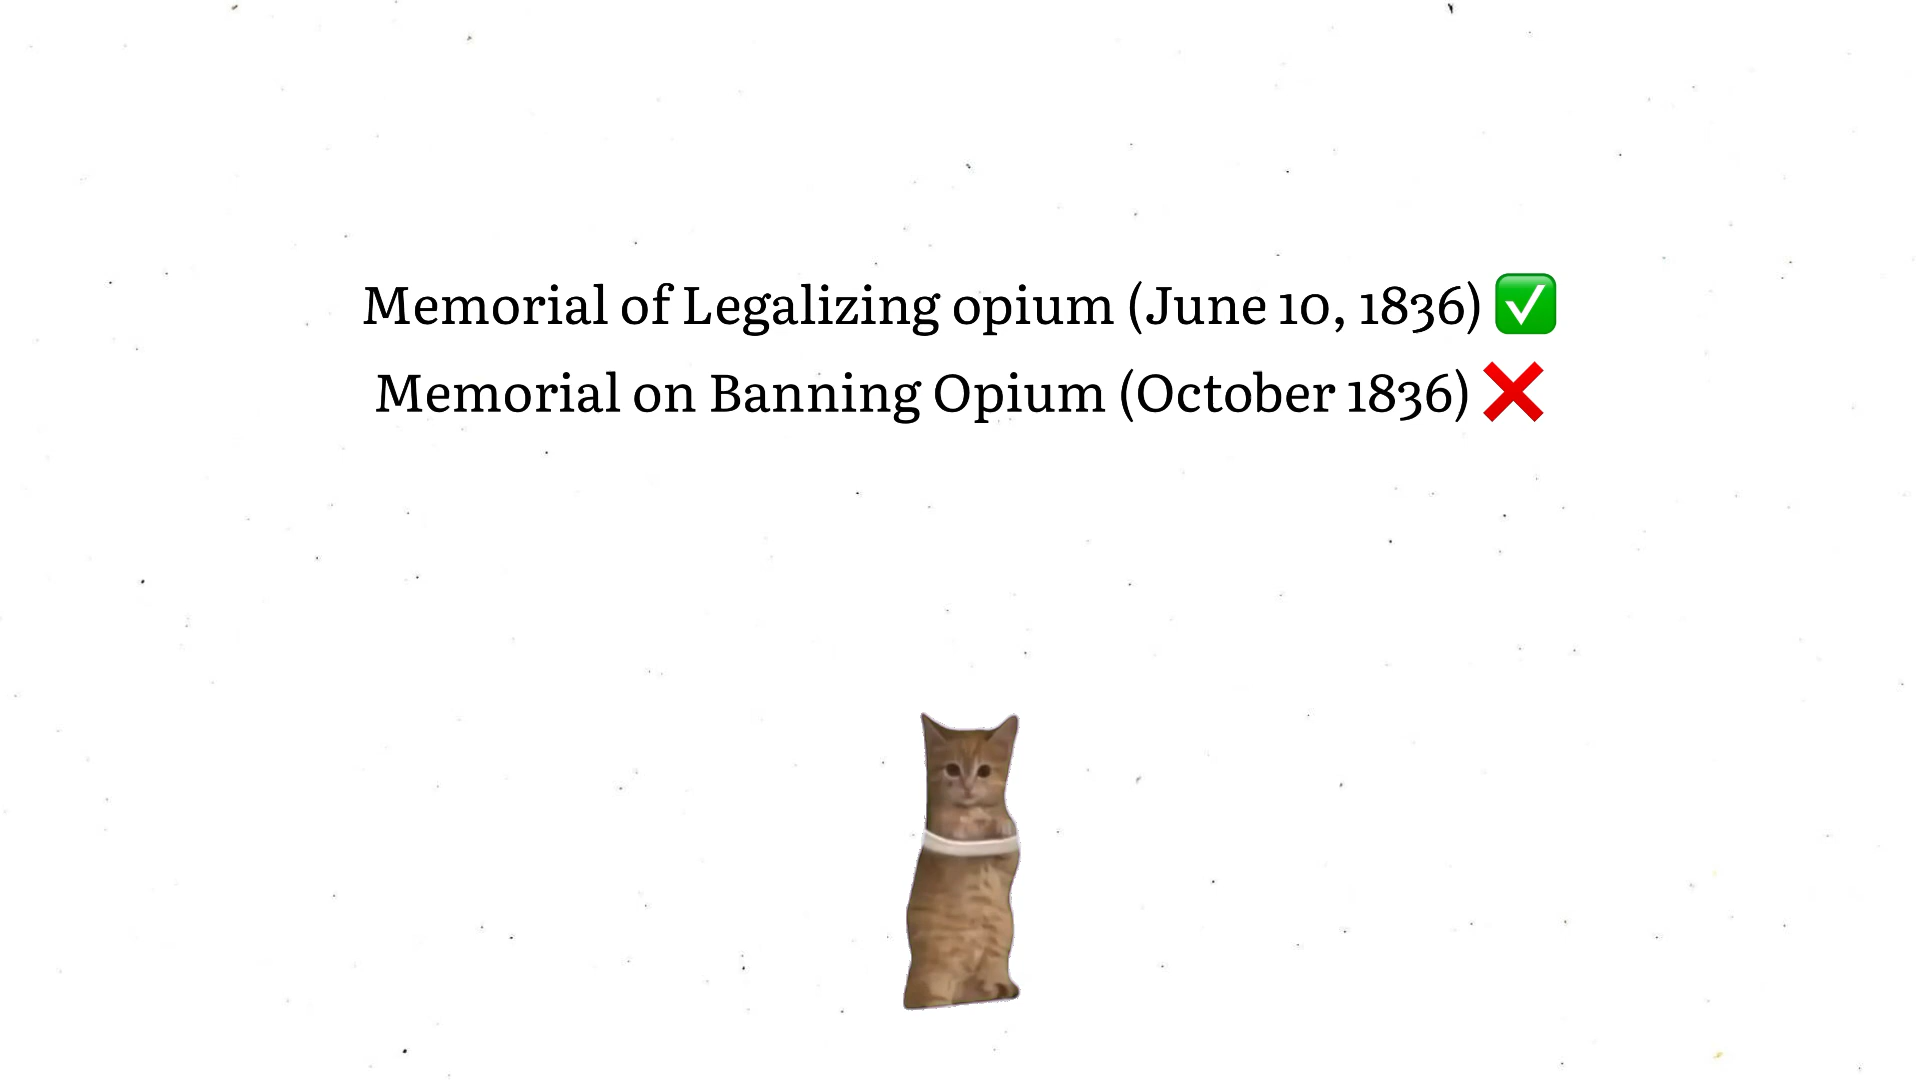 Memorial of Legalizing opium (June 10, 1836) ✅
Memorial on Banning Opium (October 1836) ❌